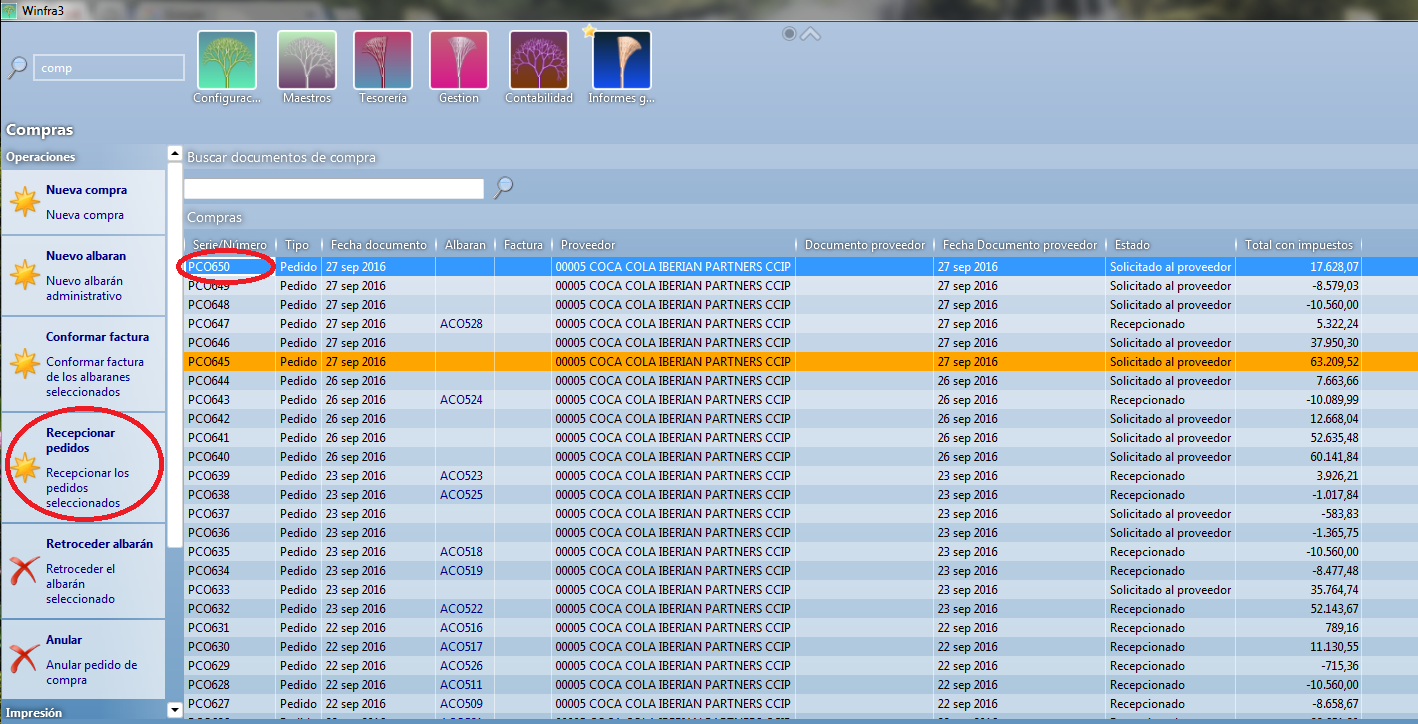 Winfra3
comp
Configurac... Maestros Tesorería Gestion Contabilidad Informes g...
Compras
Operaciones
Nueva compra
Nueva compra
Nuevo albaran
Nuevo albarán
administrativo
Conformar factura
Conformar factura
de los albaranes
seleccionados
Recepcionar
pedidos
Recepcionar los
pedidos
seleccionados
Retroceder albarán
Retroceder el
albarán
seleccionado
Anular
Anular pedido de
compra
Impresión
Buscar documentos de compra
Compras
Serie/Número Tipo Fecha documento Albaran Factura Proveedor Documento proveedor Fecha Documento proveedor Estado Total con impuestos
PCO650 Pedido 27 sep 2016 00005 COCA COLA IBERIAN PARTNERS CCIP 27 sep 2016 Solicitado al proveedor 17.628,07
PCO649 Pedido 27 sep 2016 00005 COCA COLA IBERIAN PARTNERS CCIP 27 sep 2016 Solicitado al proveedor -8.579,03
PCO648 Pedido 27 sep 2016 00005 COCA COLA IBERIAN PARTNERS CCIP 27 sep 2016 Solicitado al proveedor -10.560,00
PCO647 Pedido 27 sep 2016 ACO528 00005 COCA COLA IBERIAN PARTNERS CCIP 27 sep 2016 Recepcionado 5.322,24
PCO646 Pedido 27 sep 2016 00005 COCA COLA IBERIAN PARTNERS CCIP 27 sep 2016 Solicitado al proveedor 37.950,30
PCO645 Pedido 27 sep 2016 00005 COCA COLA IBERIAN PARTNERS CCIP 27 sep 2016 Solicitado al proveedor 63.209,52
PCO644 Pedido 26 sep 2016 00005 COCA COLA IBERIAN PARTNERS CCIP 26 sep 2016 Solicitado al proveedor 7.663,66
PCO643 Pedido 26 sep 2016 ACO524 00005 COCA COLA IBERIAN PARTNERS CCIP 26 sep 2016 Recepcionado -10.089,99
PCO642 Pedido 26 sep 2016 00005 COCA COLA IBERIAN PARTNERS CCIP 26 sep 2016 Solicitado al proveedor 12.668,04
PCO641 Pedido 26 sep 2016 00005 COCA COLA IBERIAN PARTNERS CCIP 26 sep 2016 Solicitado al proveedor 52.635,48
PCO640 Pedido 26 sep 2016 00005 COCA COLA IBERIAN PARTNERS CCIP 26 sep 2016 Solicitado al proveedor 60.141,84
PCO639 Pedido 23 sep 2016 ACO523 00005 COCA COLA IBERIAN PARTNERS CCIP 23 sep 2016 Recepcionado 3.926,21
PCO638 Pedido 23 sep 2016 ACO525 00005 COCA COLA IBERIAN PARTNERS CCIP 23 sep 2016 Recepcionado -1.017,84
PCO637 Pedido 23 sep 2016 00005 COCA COLA IBERIAN PARTNERS CCIP 23 sep 2016 Solicitado al proveedor -583,83
PCO636 Pedido 23 sep 2016 00005 COCA COLA IBERIAN PARTNERS CCIP 23 sep 2016 Solicitado al proveedor -1.365,75
PCO635 Pedido 23 sep 2016 ACO518 00005 COCA COLA IBERIAN PARTNERS CCIP 23 sep 2016 Recepcionado -10.560,00
PCO634 Pedido 23 sep 2016 ACO519 00005 COCA COLA IBERIAN PARTNERS CCIP 23 sep 2016 Recepcionado -8.477,48
PCO633 Pedido 23 sep 2016 00005 COCA COLA IBERIAN PARTNERS CCIP 23 sep 2016 Solicitado al proveedor 35.764,74
PCO632 Pedido 23 sep 2016 ACO522 00005 COCA COLA IBERIAN PARTNERS CCIP 23 sep 2016 Recepcionado 52.143,67
PCO631 Pedido 22 sep 2016 ACO516 00005 COCA COLA IBERIAN PARTNERS CCIP 22 sep 2016 Recepcionado 789,16
PCO630 Pedido 22 sep 2016 ACO517 00005 COCA COLA IBERIAN PARTNERS CCIP 22 sep 2016 Recepcionado 11.130,55
PCO629 Pedido 22 sep 2016 ACO526 00005 COCA COLA IBERIAN PARTNERS CCIP 22 sep 2016 Recepcionado -715,36
PCO628 Pedido 22 sep 2016 ACO511 00005 COCA COLA IBERIAN PARTNERS CCIP 22 sep 2016 Recepcionado -10.560,00
PCO627 Pedido 22 sep 2016 ACO509 00005 COCA COLA IBERIAN PARTNERS CCIP 22 sep 2016 Recepcionado -8.658,67